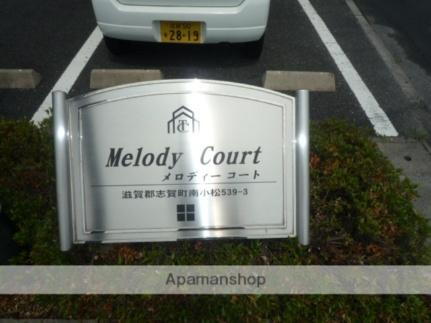 28-19
Melody Court
メロディーコート
滋賀郡志賀町南小松539-3
Apamanshop